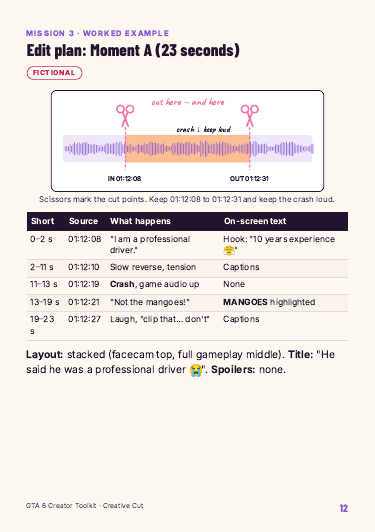 MISSION 3 · WORKED EXAMPLE
Edit plan: Moment A (23 seconds)
FICTIONAL
cut here — and here
crash ↓ keep loud
IN 01:12:08 OUT 01:12:31
Scissors mark the cut points. Keep 01:12:08 to 01:12:31 and keep the crash loud.
Short Source What happens On-screen text
0–2 s 01:12:08 "I am a professional driver." Hook: "10 years experience 😤"
2–11 s 01:12:10 Slow reverse, tension Captions
11–13 s 01:12:19 Crash, game audio up None
13–19 s 01:12:21 "Not the mangoes!" MANGOES highlighted
19–23 s 01:12:27 Laugh, "clip that... don't" Captions
Layout: stacked (facecam top, full gameplay middle). Title: "He
said he was a professional driver 😭". Spoilers: none.
GTA 6 Creator Toolkit · Creative Cut
12